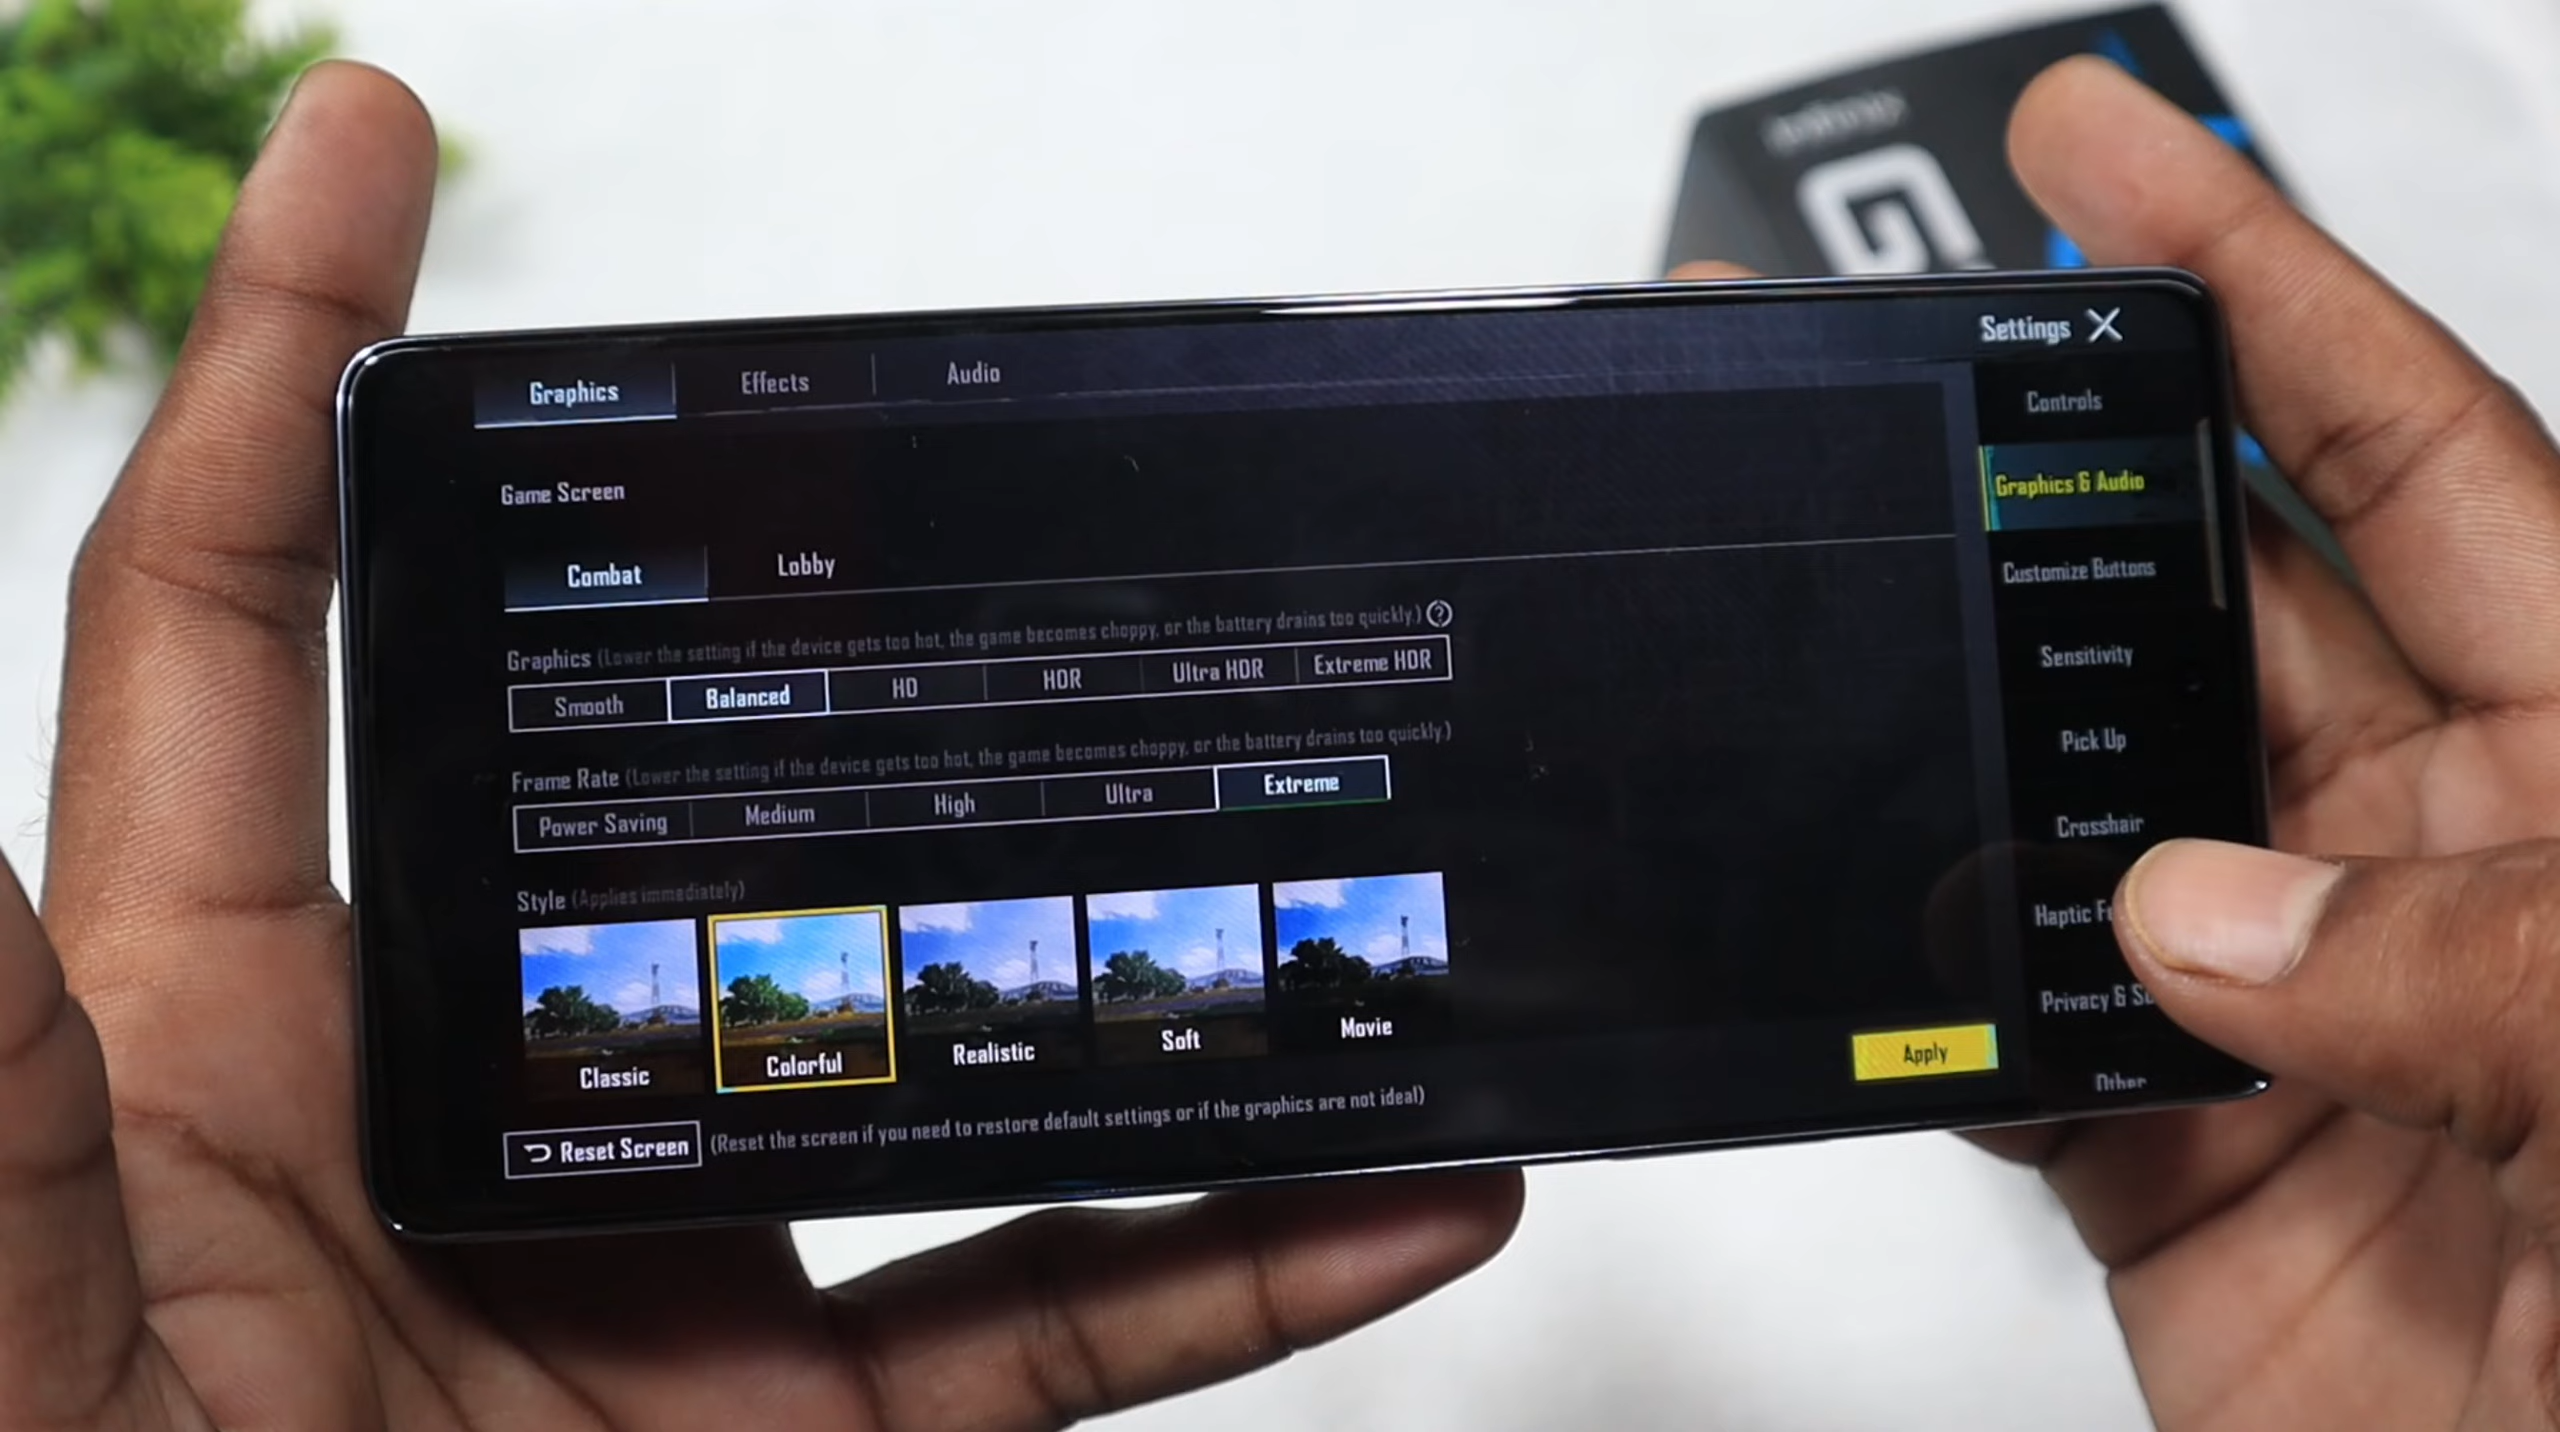 G
Settings
Graphics Effects Audio
Controls
Graphics & Audio
Game Screen
Combat Lobby
Customize Buttons
Graphics (Lower the setting if the device gets too hot, the game becomes choppy, or the battery drains too quickly.) ?
Smooth Balanced HD HDR Ultra HDR Extreme HDR
Sensitivity
Frame Rate (Lower the setting if the device gets too hot, the game becomes choppy, or the battery drains too quickly.)
Power Saving Medium High Ultra Extreme
Pick Up
Crosshair
Style (Applies immediately)
Haptic
Classic Colorful Realistic Soft Movie
Privacy &
Apply
Other
Reset Screen (Reset the screen if you need to restore default settings or if the graphics are not ideal)